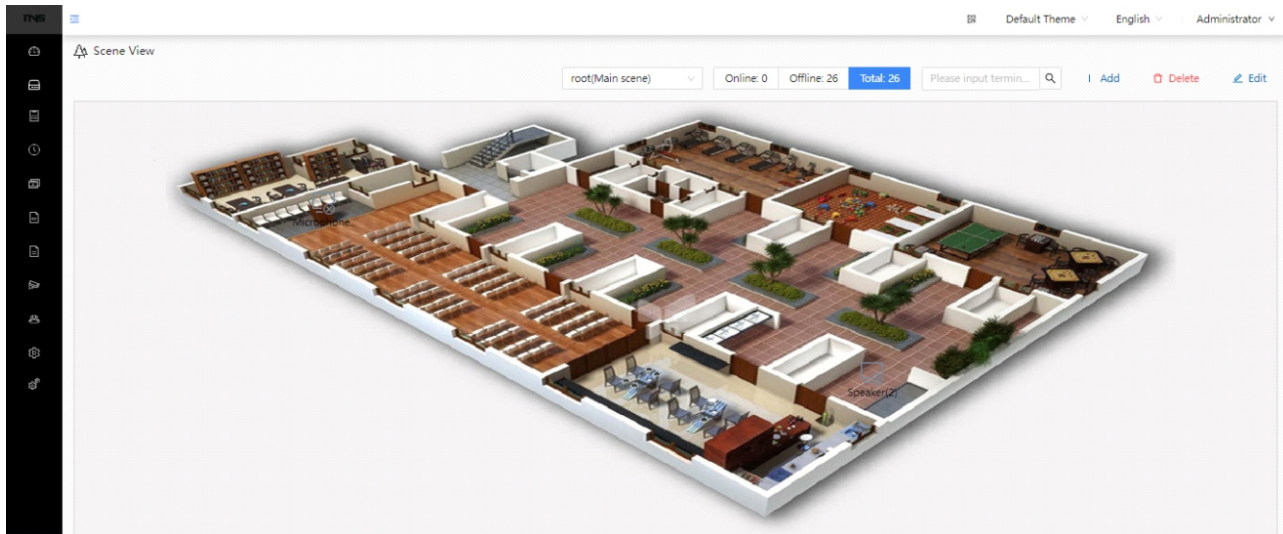 Default Theme English Administrator
Scene View
root(Main scene) Online: 0 Offline: 26 Total: 26 Please input termin... Add Delete Edit
Microphone..
Speaker(2)